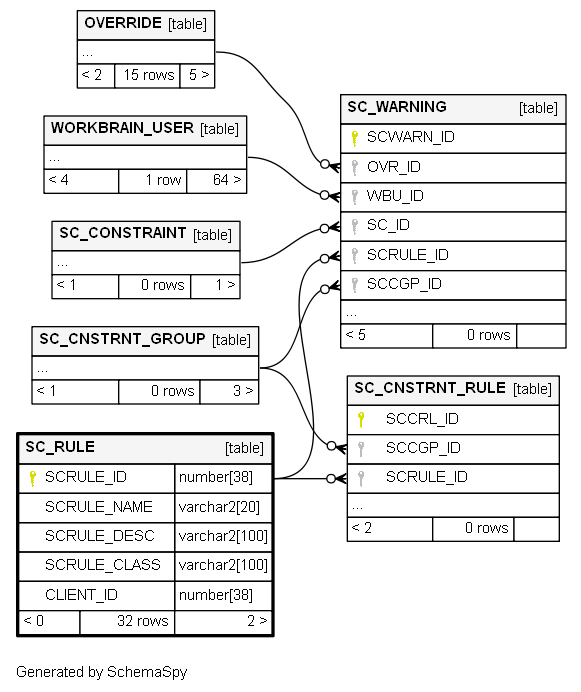 OVERRIDE [table]
...
< 2 15 rows 5 >
WORKBRAIN_USER [table]
...
< 4 1 row 64 >
SC_CONSTRAINT [table]
...
< 1 0 rows 1 >
SC_CNSTRNT_GROUP [table]
...
< 1 0 rows 3 >
SC_RULE [table]
SCRULE_ID number[38]
SCRULE_NAME varchar2[20]
SCRULE_DESC varchar2[100]
SCRULE_CLASS varchar2[100]
CLIENT_ID number[38]
< 0 32 rows 2 >
SC_WARNING [table]
SCWARN_ID
OVR_ID
WBU_ID
SC_ID
SCRULE_ID
SCCGP_ID
...
< 5 0 rows
SC_CNSTRNT_RULE [table]
SCCRL_ID
SCCGP_ID
SCRULE_ID
...
< 2 0 rows
Generated by SchemaSpy